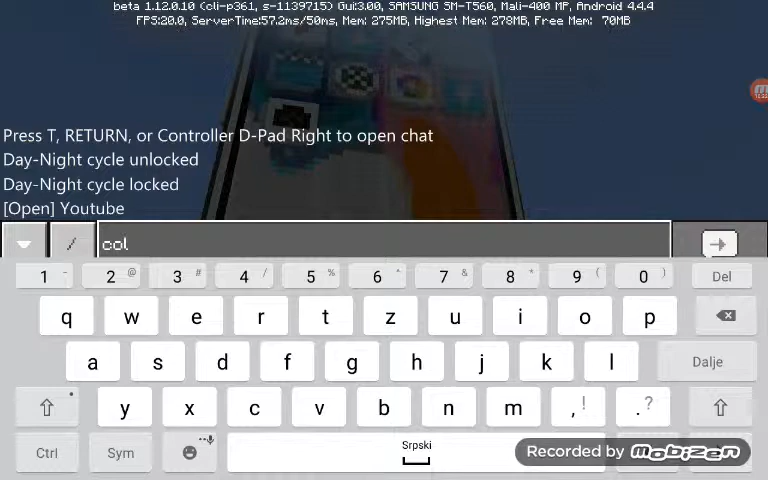 beta 1.12.0.10 (cli-p361, s-1139715) Gui:3.00, SAMSUNG SM-T560, Mali-400 MP, Android 4.4.4
FPS:20.0, ServerTime:57.2ms/50ms, Mem: 275MB, Highest Mem: 278MB, Free Mem: 70MB
Press T, RETURN, or Controller D-Pad Right to open chat
Day-Night cycle unlocked
Day-Night cycle locked
[Open] Youtube
/ col
1 - 2 @ 3 # 4 / 5 % 6 ^ 7 & 8 * 9 ( 0 ) Del
q w e r t z u i o p
a s d f g h j k l Dalje
y x c v b n m , ! . ?
Ctrl Sym Srpski
Recorded by Mobizen